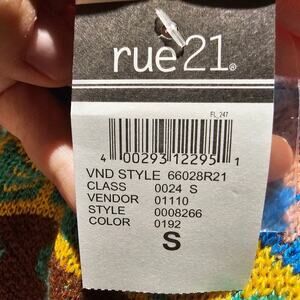 rue21®
FL_247
4 00293 12295 1
VND STYLE 66028R21
CLASS 0024 S
VENDOR 01110
STYLE 0008266
COLOR 0192
S